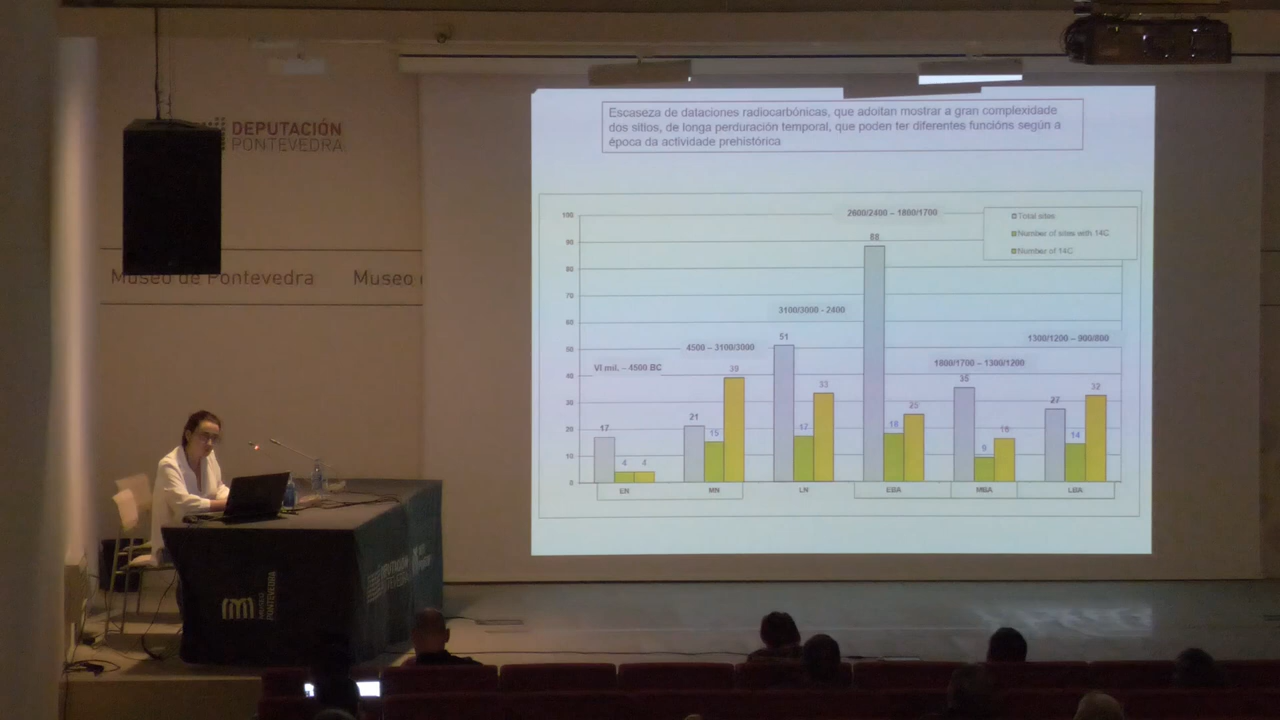 Escaseza de datacions radiocarbónicas, que adoitan mostrar a gran complexidade
dos sitios, de longa perduración temporal, que poden ter diferentes funcións según a
época da actividade prehistórica
DEPUTACIÓN
PONTEVEDRA
Museo de Pontevedra
Museo
2600/2400 – 1800/1700
Total sites
Number of sites with 14C
Number of 14C
3100/3000 - 2400
4500 – 3100/3000
VI mil. – 4500 BC
1800/1700 – 1300/1200
1300/1200 – 900/800
100
90
80
70
60
50
40
30
20
10
0
17
4
4
21
15
39
51
17
33
88
18
25
35
9
16
27
14
32
EN
MN
LN
EBA
MBA
LBA
MUSEO
PONTEVEDRA
DEPUTACIÓN